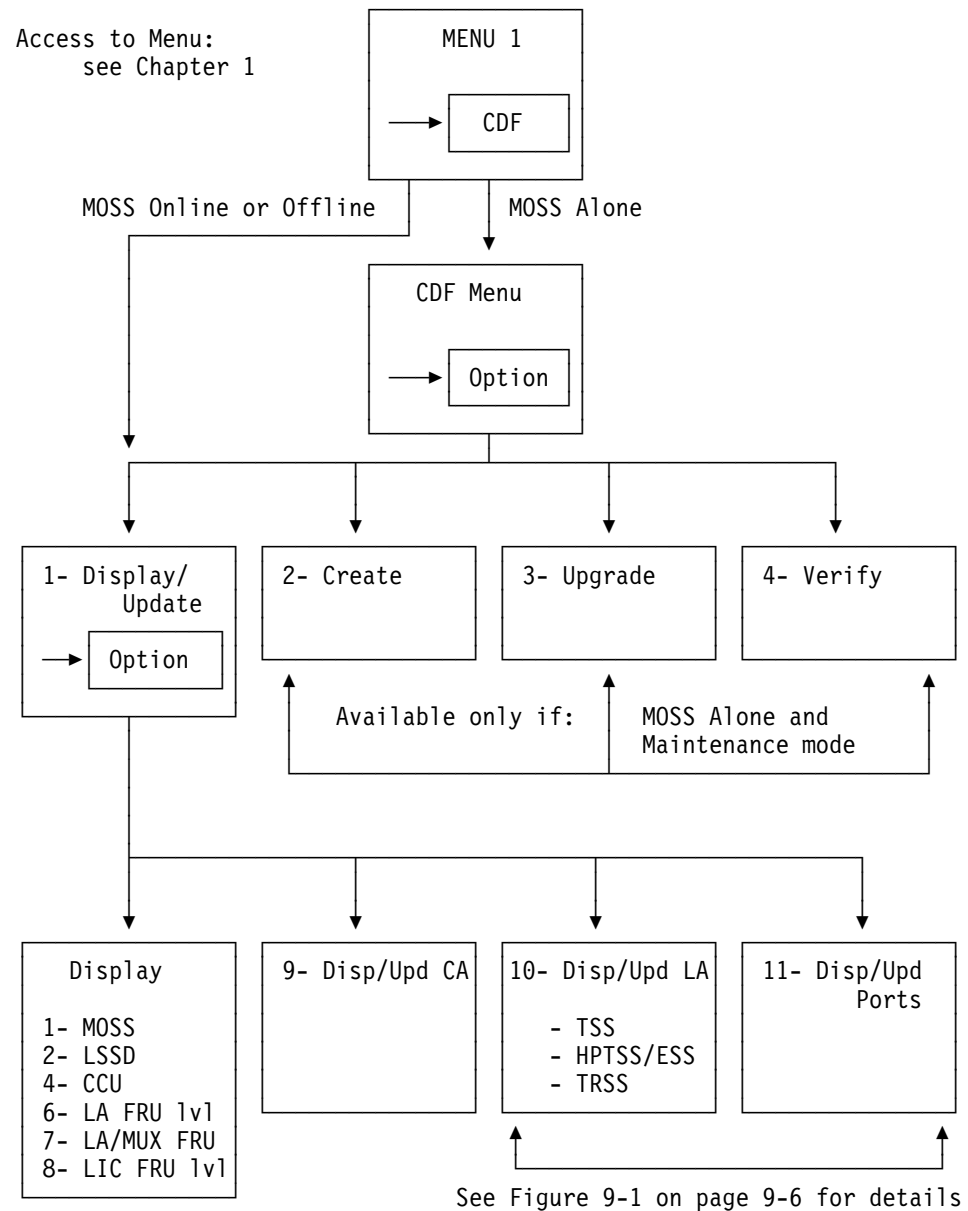 Access to Menu:
see Chapter 1
MENU 1
CDF
MOSS Online or Offline
MOSS Alone
CDF Menu
Option
1- Display/
Update
Option
2- Create
3- Upgrade
4- Verify
Available only if:
MOSS Alone and
Maintenance mode
Display
1- MOSS
2- LSSD
4- CCU
6- LA FRU lvl
7- LA/MUX FRU
8- LIC FRU lvl
9- Disp/Upd CA
10- Disp/Upd LA
- TSS
- HPTSS/ESS
- TRSS
11- Disp/Upd
Ports
See Figure 9-1 on page 9-6 for details